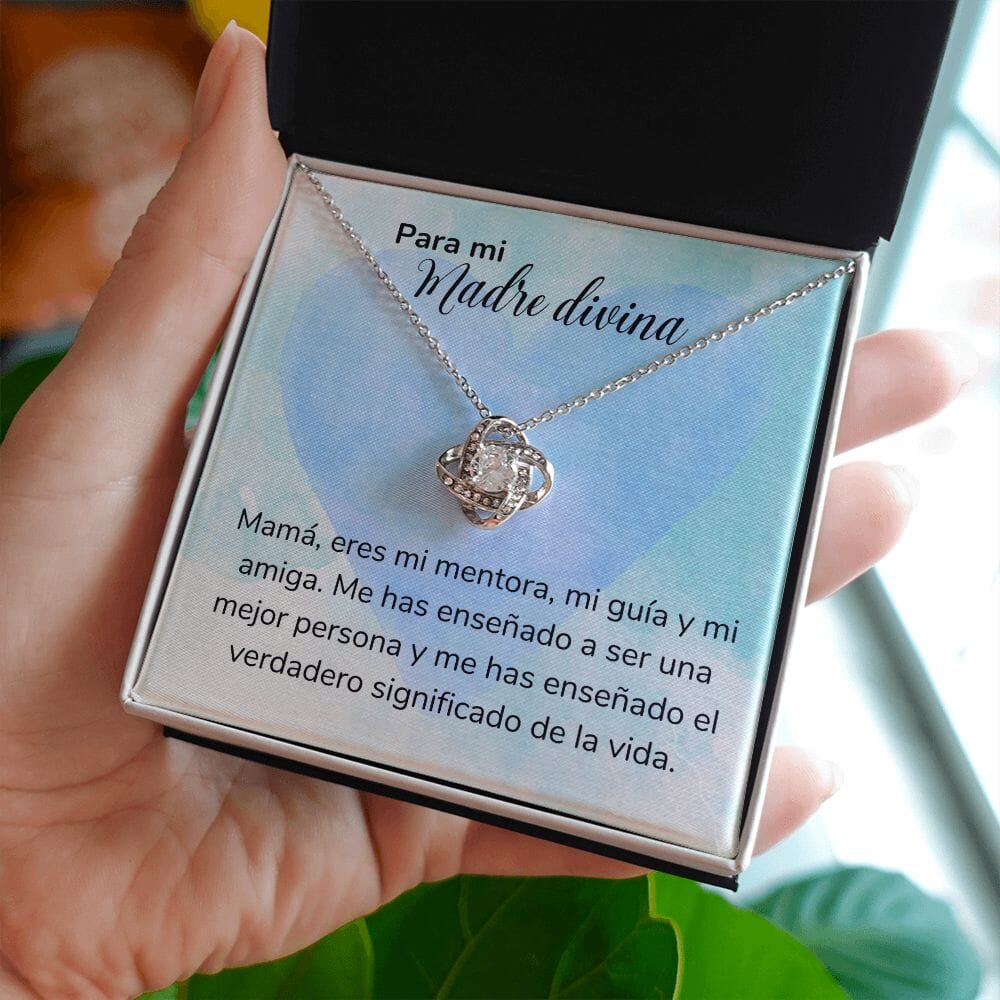 Para mi
Madre divina
Mamá, eres mi mentora, mi guía y mi
amiga. Me has enseñado a ser una
mejor persona y me has enseñado el
verdadero significado de la vida.